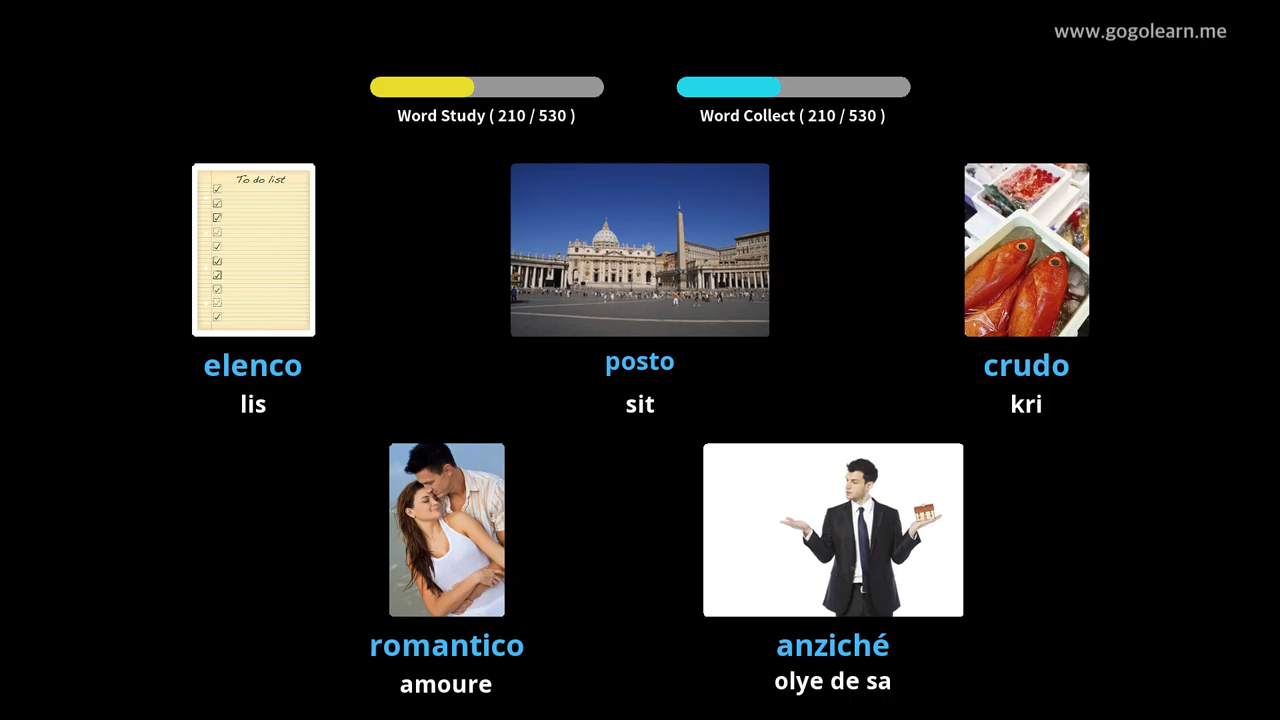 www.gogolearn.me
Word Study ( 210 / 530 )
Word Collect ( 210 / 530 )
To do list
elenco
posto
crudo
lis
sit
kri
romantico
anziché
amoure
olye de sa